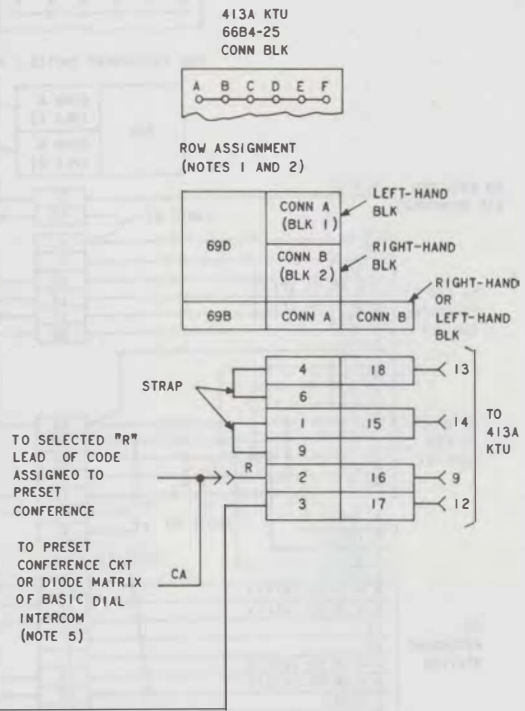 413A KTU
66B4-25
CONN BLK
A B C D E F
ROW ASSIGNMENT
(NOTES 1 AND 2)
69D
CONN A
(BLK 1)
LEFT-HAND
BLK
CONN B
(BLK 2)
RIGHT-HAND
BLK
69B CONN A CONN B
RIGHT-HAND
OR
LEFT-HAND
BLK
STRAP
4 18 13
6
1 15 14
9
R 2 16 9
3 17 12
TO
413A
KTU
TO SELECTED "R"
LEAD OF CODE
ASSIGNED TO
PRESET
CONFERENCE
TO PRESET
CONFERENCE CKT
OR DIODE MATRIX
OF BASIC DIAL
INTERCOM
(NOTE 5)
CA